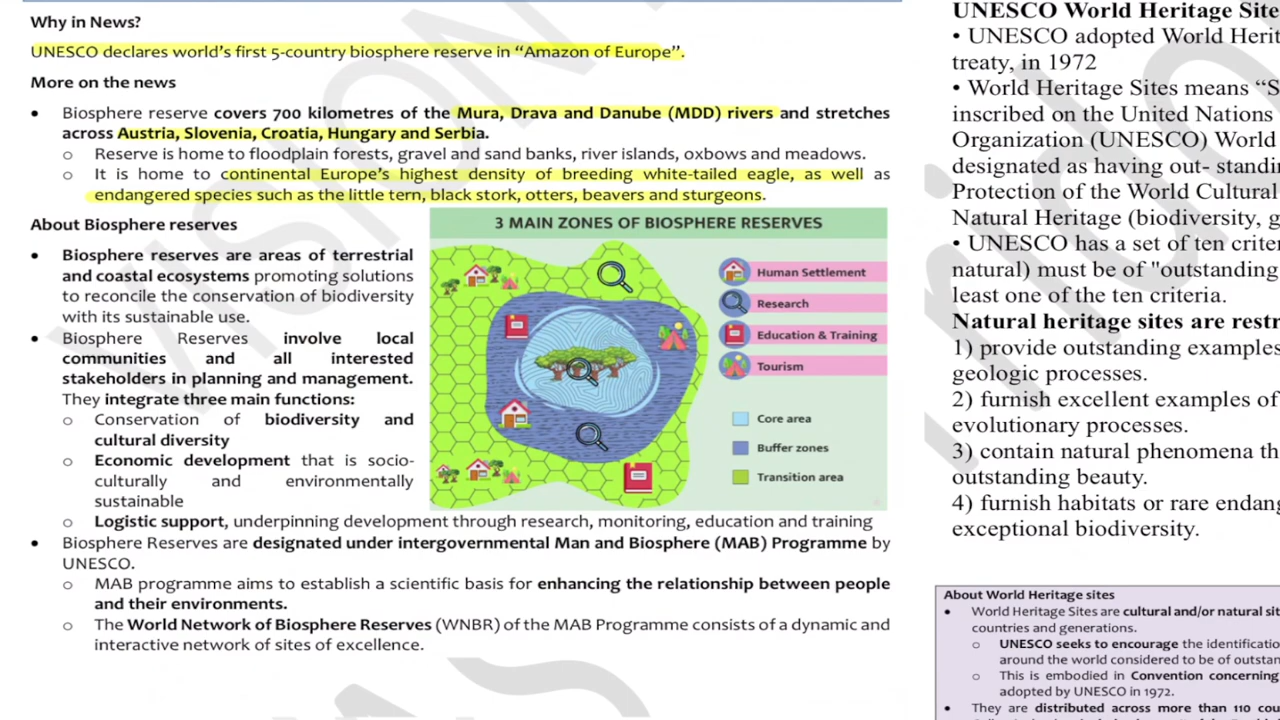 Why in News?
UNESCO declares world's first 5-country biosphere reserve in “Amazon of Europe”.
More on the news
• Biosphere reserve covers 700 kilometres of the Mura, Drava and Danube (MDD) rivers and stretches
across Austria, Slovenia, Croatia, Hungary and Serbia.
o Reserve is home to floodplain forests, gravel and sand banks, river islands, oxbows and meadows.
o It is home to continental Europe's highest density of breeding white-tailed eagle, as well as
endangered species such as the little tern, black stork, otters, beavers and sturgeons.
About Biosphere reserves
• Biosphere reserves are areas of terrestrial
and coastal ecosystems promoting solutions
to reconcile the conservation of biodiversity
with its sustainable use.
• Biosphere Reserves involve local
communities and all interested
stakeholders in planning and management.
They integrate three main functions:
o Conservation of biodiversity and
cultural diversity
o Economic development that is socio-
culturally and environmentally
sustainable
o Logistic support, underpinning development through research, monitoring, education and training
• Biosphere Reserves are designated under intergovernmental Man and Biosphere (MAB) Programme by
UNESCO.
o MAB programme aims to establish a scientific basis for enhancing the relationship between people
and their environments.
o The World Network of Biosphere Reserves (WNBR) of the MAB Programme consists of a dynamic and
interactive network of sites of excellence.
3 MAIN ZONES OF BIOSPHERE RESERVES
Human Settlement
Research
Education & Training
Tourism
Core area
Buffer zones
Transition area
UNESCO World Heritage Site
• UNESCO adopted World Herit
treaty, in 1972
• World Heritage Sites means “S
inscribed on the United Nations
Organization (UNESCO) World
designated as having out- standi
Protection of the World Cultural
Natural Heritage (biodiversity, g
• UNESCO has a set of ten criter
natural) must be of "outstanding
least one of the ten criteria.
Natural heritage sites are restr
1) provide outstanding examples
geologic processes.
2) furnish excellent examples of
evolutionary processes.
3) contain natural phenomena th
outstanding beauty.
4) furnish habitats or rare endang
exceptional biodiversity.
About World Heritage sites
• World Heritage Sites are cultural and/or natural sit
countries and generations.
o UNESCO seeks to encourage the identificatio
around the world considered to be of outstan
o This is embodied in Convention concerning
adopted by UNESCO in 1972.
• They are distributed across more than 110 cou